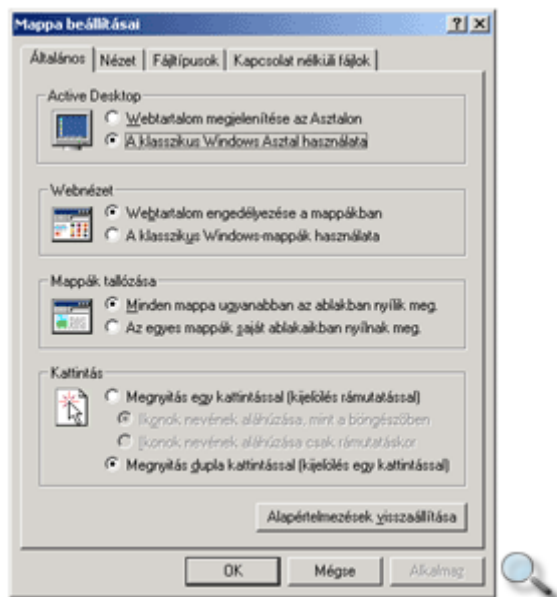 Mappa beállításai
Általános Nézet Fájltípusok Kapcsolat nélküli fájlok
Active Desktop
Webtartalom megjelenítése az Asztalon
A klasszikus Windows Asztal használata
Webnézet
Webtartalom engedélyezése a mappákban
A klasszikus Windows-mappák használata
Mappák tallózása
Minden mappa ugyanabban az ablakban nyílik meg.
Az egyes mappák saját ablakaikban nyílnak meg.
Kattintás
Megnyitás egy kattintással (kijelölés rámutatással)
Ikonok nevének aláhúzása, mint a böngészőben
Ikonok nevének aláhúzása csak rámutatáskor
Megnyitás dupla kattintással (kijelölés egy kattintással)
Alapértelmezések visszaállítása
OK Mégse Alkalmaz